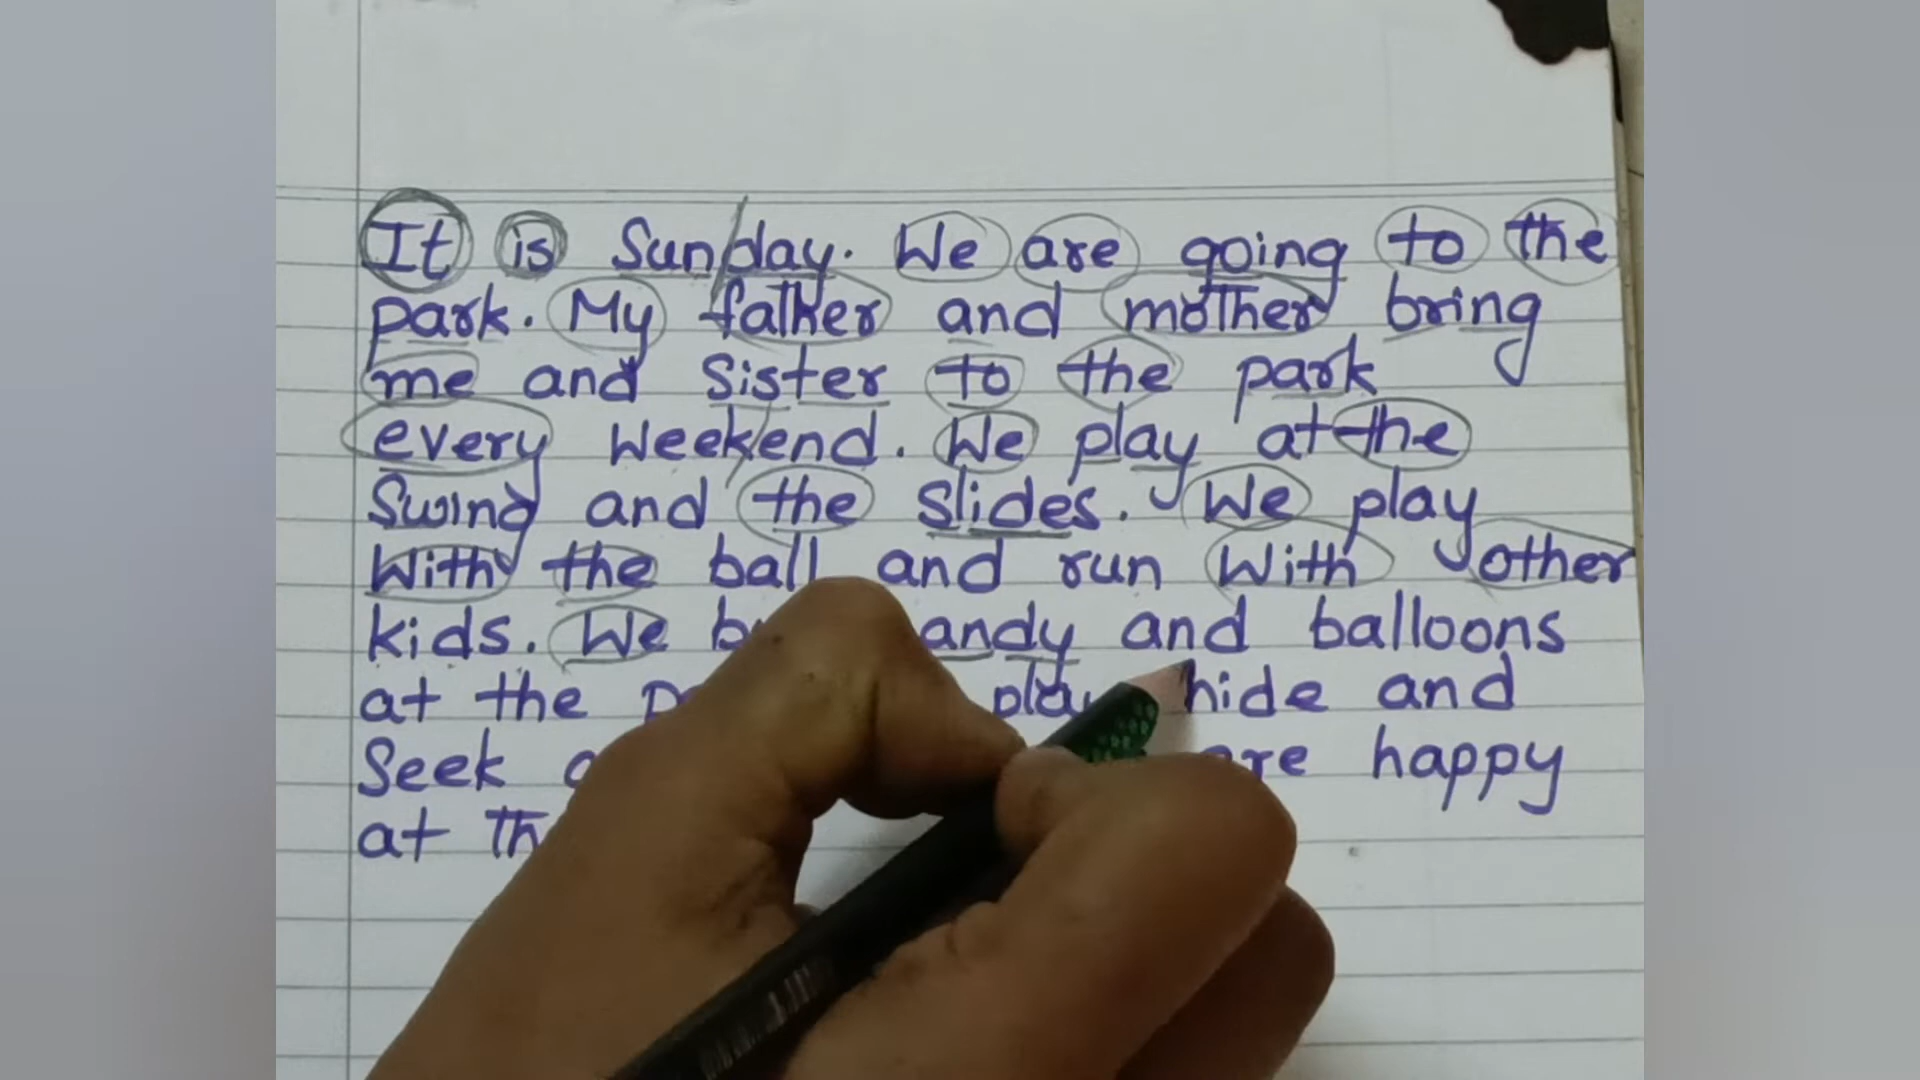 It is Sunday. We are going to the
park. My father and mother bring
me and Sister to the park
every weekend. We play at the
Swing and the slides. We play
With the ball and run With other
kids. We andy and balloons
at the play hide and
Seek are happy
at